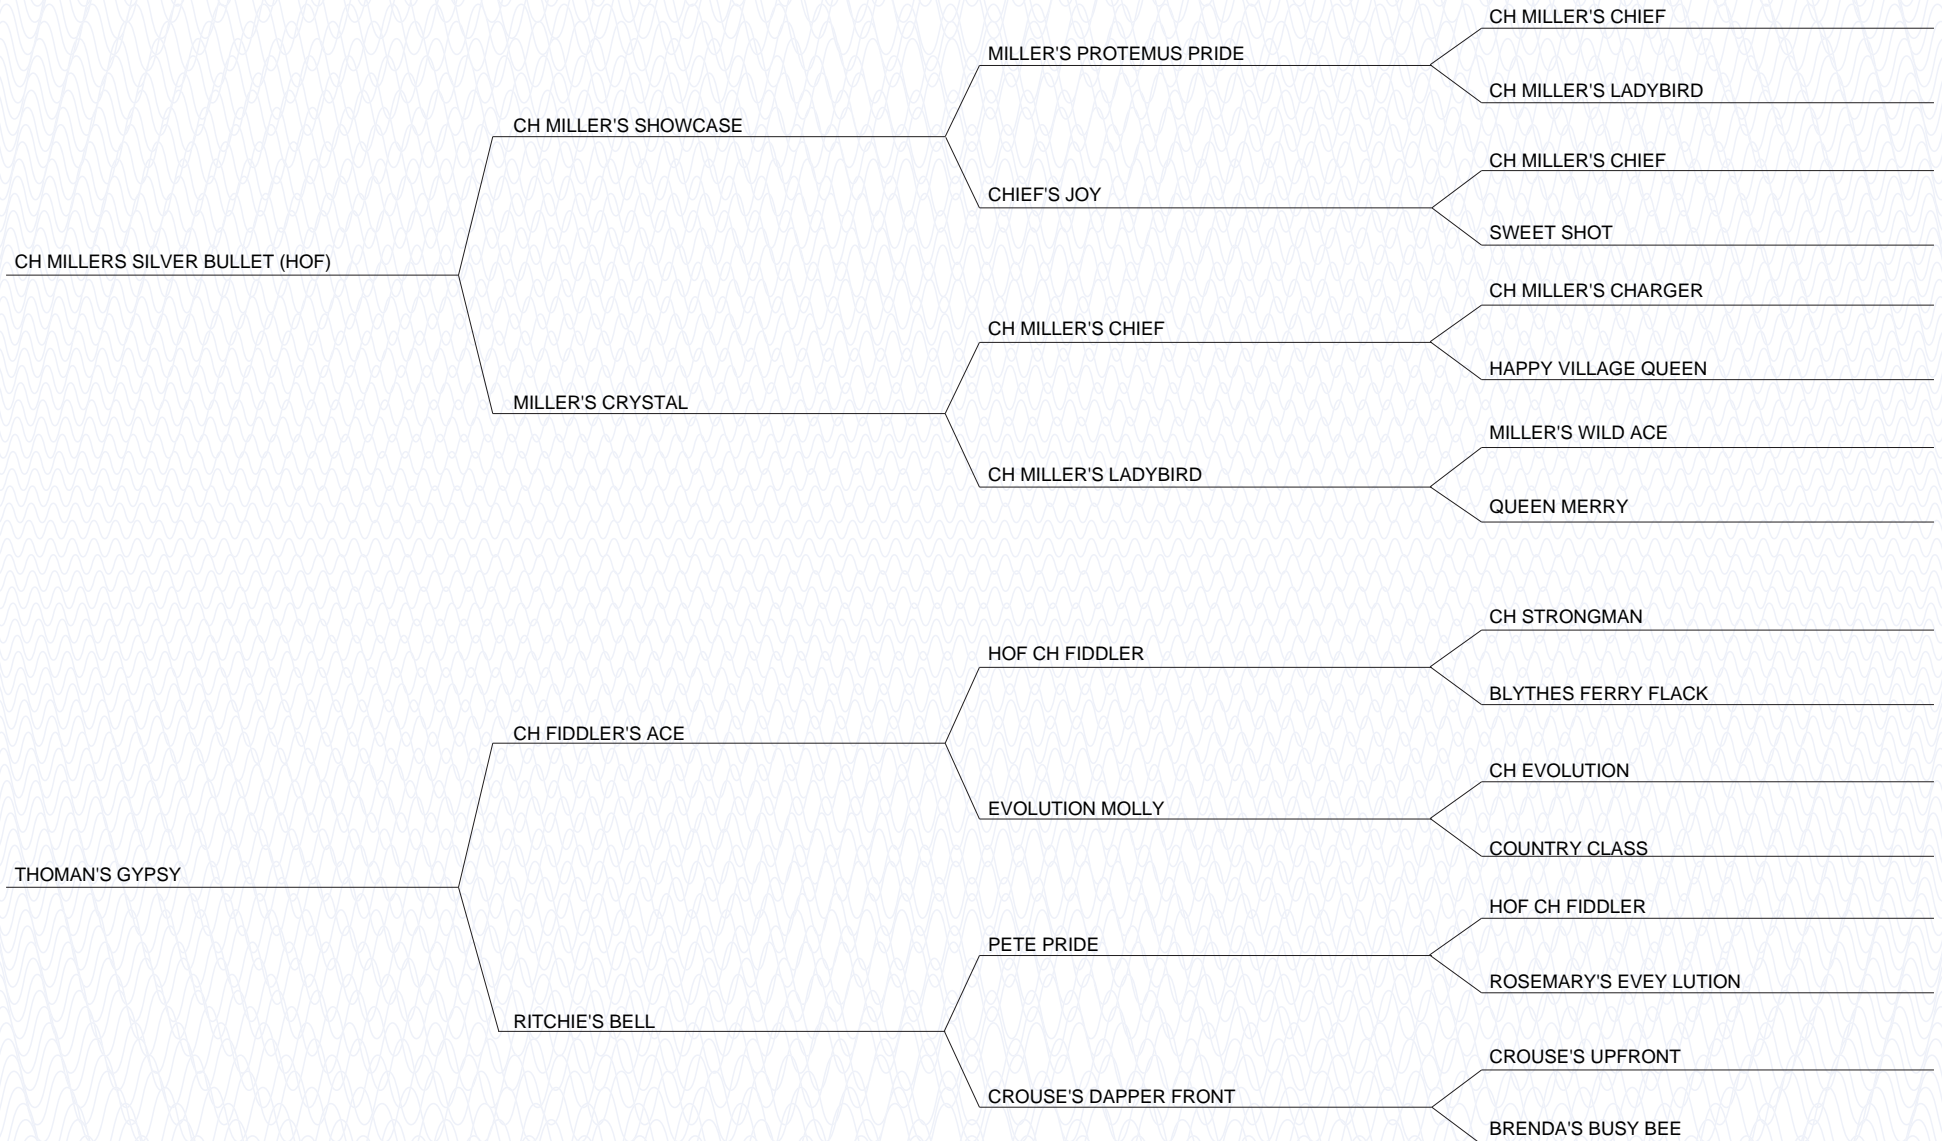 CH MILLER'S CHIEF
MILLER'S PROTEMUS PRIDE
CH MILLER'S LADYBIRD
CH MILLER'S SHOWCASE
CH MILLER'S CHIEF
CHIEF'S JOY
SWEET SHOT
CH MILLERS SILVER BULLET (HOF)
CH MILLER'S CHARGER
CH MILLER'S CHIEF
HAPPY VILLAGE QUEEN
MILLER'S CRYSTAL
MILLER'S WILD ACE
CH MILLER'S LADYBIRD
QUEEN MERRY
CH STRONGMAN
HOF CH FIDDLER
BLYTHES FERRY FLACK
CH FIDDLER'S ACE
CH EVOLUTION
EVOLUTION MOLLY
COUNTRY CLASS
THOMAN'S GYPSY
HOF CH FIDDLER
PETE PRIDE
ROSEMARY'S EVEY LUTION
RITCHIE'S BELL
CROUSE'S UPFRONT
CROUSE'S DAPPER FRONT
BRENDA'S BUSY BEE